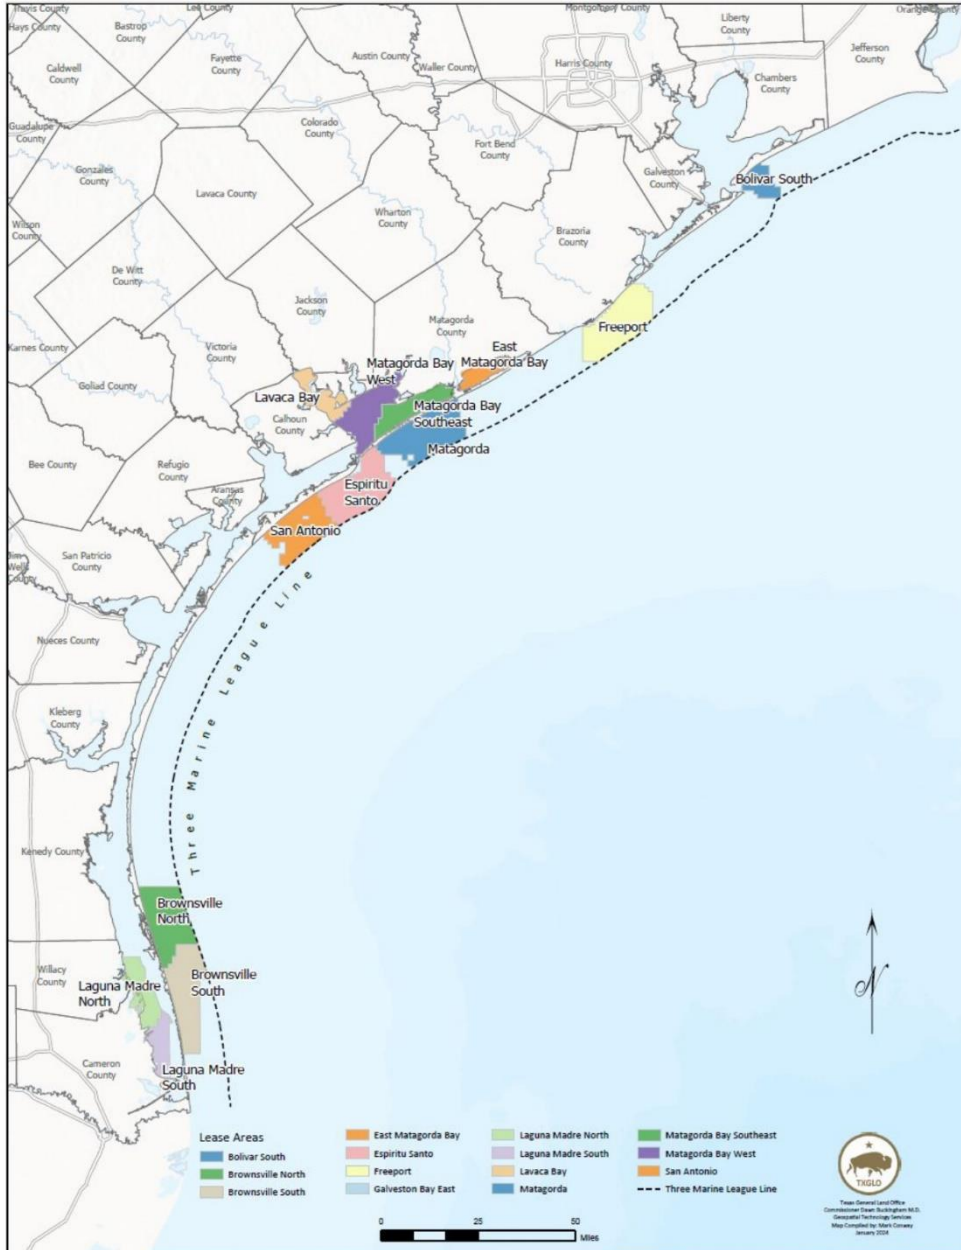 Travis County
Lee County
Montgomery County
Orange County
Hays County
Bastrop
County
Liberty
County
Jefferson
County
Fayette
County
Austin County
Waller County
Harris County
Caldwell
County
Chambers
County
Guadalupe
County
Colorado
County
Fort Bend
County
Gonzales
County
Galveston
County
Bolivar South
Lavaca County
Wharton
County
Wilson
County
Brazoria
County
De Witt
County
Jackson
County
Matagorda
County
Freeport
Karnes County
Victoria
County
East
Matagorda Bay
Matagorda Bay
West
Goliad County
Lavaca Bay
Matagorda Bay
Southeast
Calhoun
County
Matagorda
Bee County
Refugio
County
Espiritu
Santo
Aransas
County
San Antonio
Jim
Wells
County
San Patricio
County
Three Marine League Line
Nueces County
Kleberg
County
Kenedy County
Brownsville
North
Willacy
County
Laguna Madre
North
Brownsville
South
N
Cameron
County
Laguna Madre
South
Lease Areas
Bolivar South
Brownsville North
Brownsville South
East Matagorda Bay
Espiritu Santo
Freeport
Galveston Bay East
Laguna Madre North
Laguna Madre South
Lavaca Bay
Matagorda
Matagorda Bay Southeast
Matagorda Bay West
San Antonio
Three Marine League Line
0 25 50
Miles
TXGLO
Texas General Land Office
Commissioner Dawn Buckingham M.D.
Geospatial Technology Services
Map Compiled by: Mark Conway
January 2024